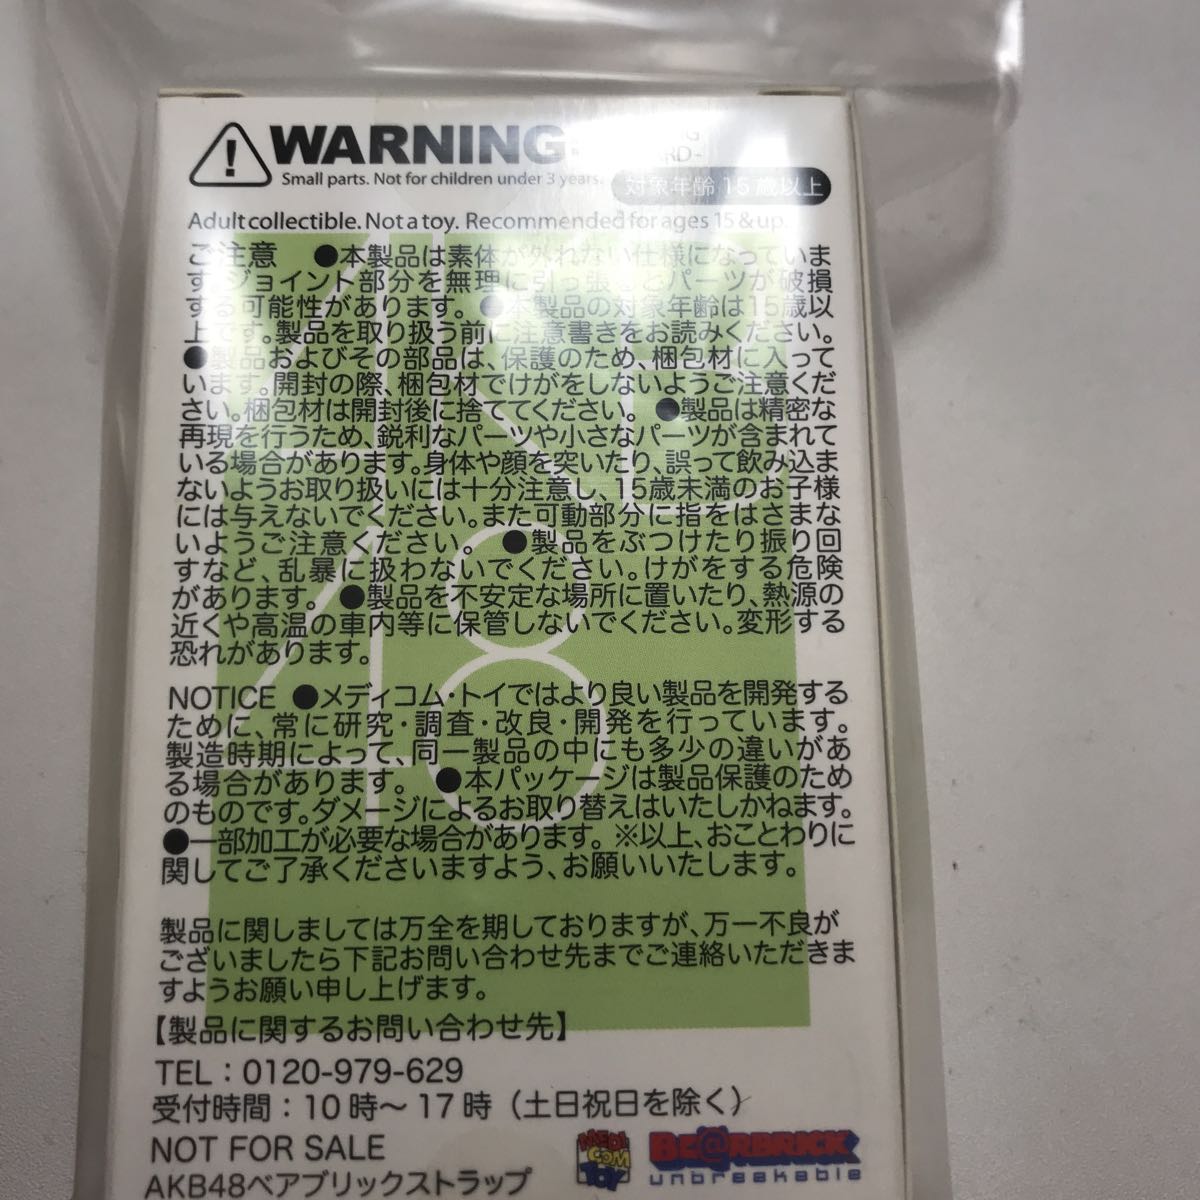 WARNING:
Small parts. Not for children under 3 years.
対象年齢15歳以上
Adult collectible. Not a toy. Recommended for ages 15 & up.
ご注意 ●本製品は素体が外れない仕様になっていま
す。ジョイント部分を無理に引っ張るとパーツが破損
する可能性があります。 ●本製品の対象年齢は15歳以
上です。製品を取り扱う前に注意書きをお読みください。
●製品およびその部品は、保護のため、梱包材に入って
います。開封の際、梱包材でけがをしないようご注意くだ
さい。梱包材は開封後に捨ててください。 ●製品は精密な
再現を行うため、鋭利なパーツや小さなパーツが含まれて
いる場合があります。身体や顔を突いたり、誤って飲み込ま
ないようお取り扱いには十分注意し、15歳未満のお子様
には与えないでください。また可動部分に指をはさまな
いようご注意ください。 ●製品をぶつけたり振り回
すなど、乱暴に扱わないでください。けがをする危険
があります。 ●製品を不安定な場所に置いたり、熱源の
近くや高温の車内等に保管しないでください。変形する
恐れがあります。
NOTICE ●メディコム・トイではより良い製品を開発する
ために、常に研究・調査・改良・開発を行っています。
製造時期によって、同一製品の中にも多少の違いがあ
る場合があります。 ●本パッケージは製品保護のため
のものです。ダメージによるお取り替えはいたしかねます。
●一部加工が必要な場合があります。 ※以上、おことわりに
関してご了承くださいますよう、お願いいたします。
製品に関しましては万全を期しておりますが、万一不良が
ございましたら下記お問い合わせ先までご連絡いただきま
すようお願い申し上げます。
【製品に関するお問い合わせ先】
TEL：0120-979-629
受付時間：10時～17時（土日祝日を除く）
NOT FOR SALE
AKB48ベアブリックストラップ
MEDI COM TOY
BE@RBRICK
unbreakable